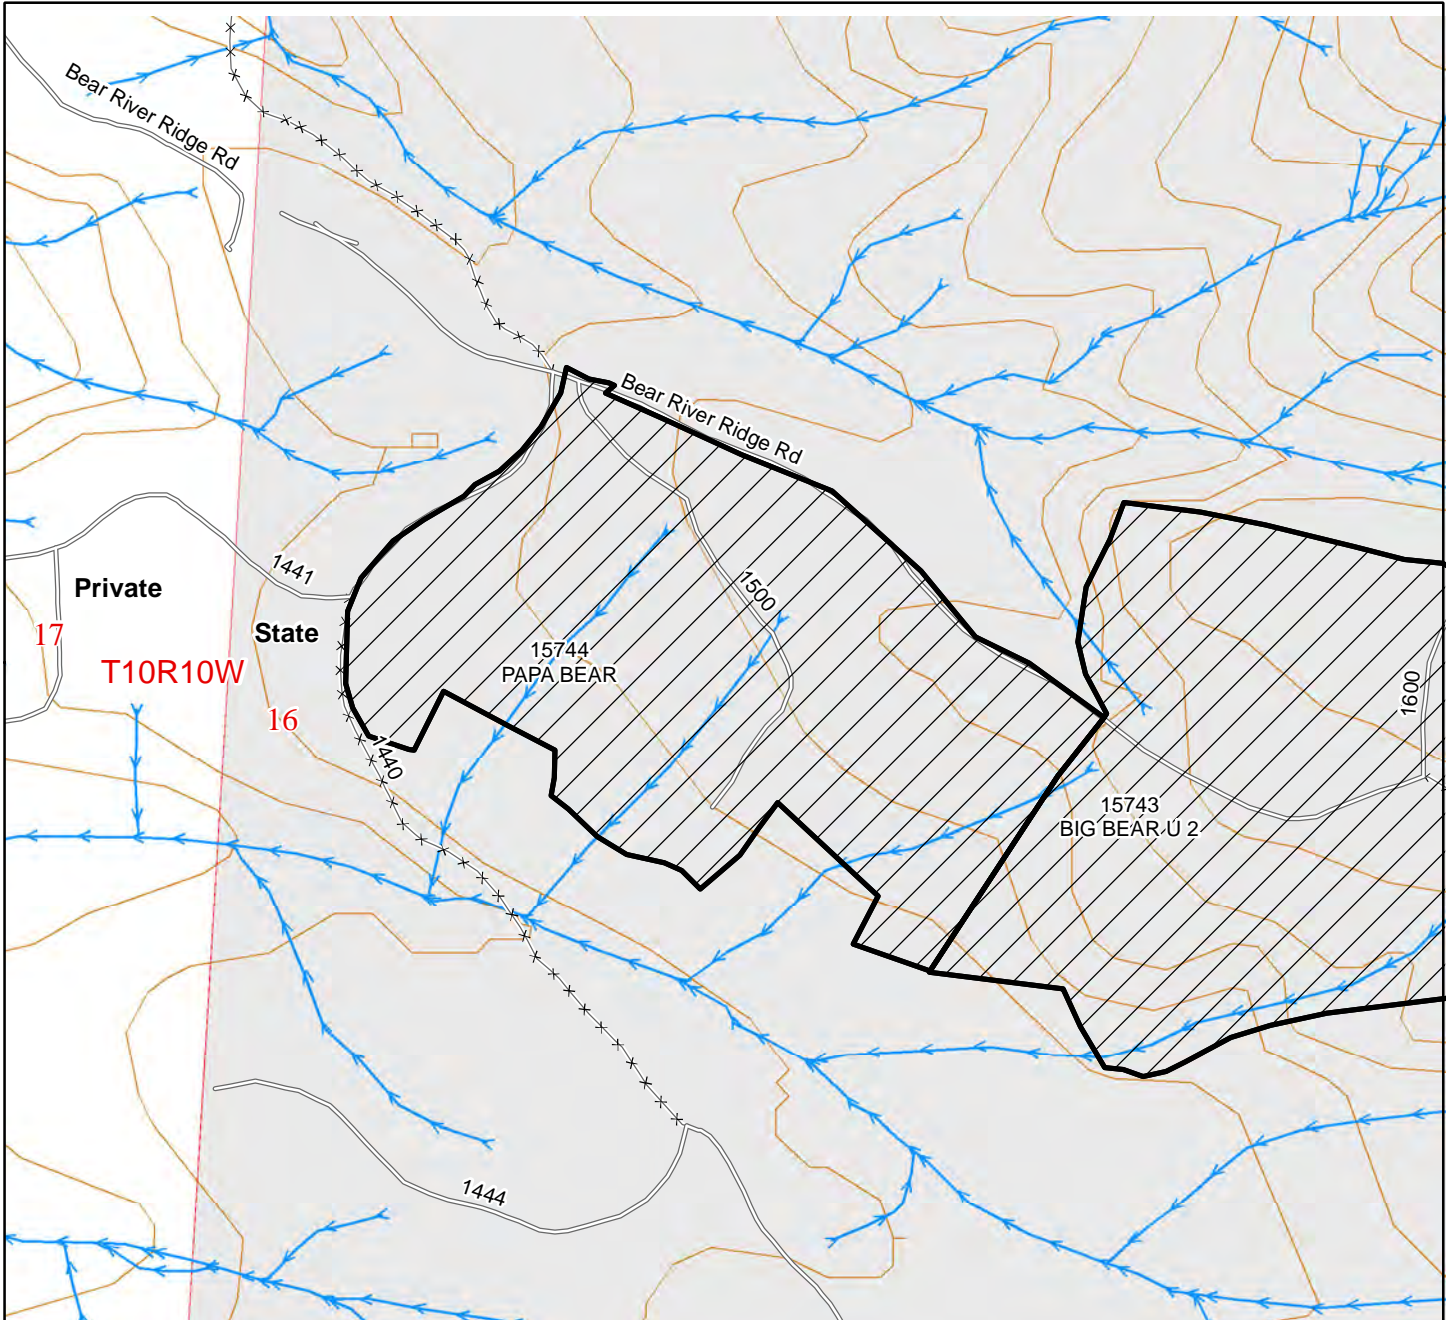 Bear River Ridge Rd
Bear River Ridge Rd
1441
Private
1500
17
State
15744
PAPA BEAR
T10R10W
1600
16
1440
15743
BIG BEAR U 2
1444